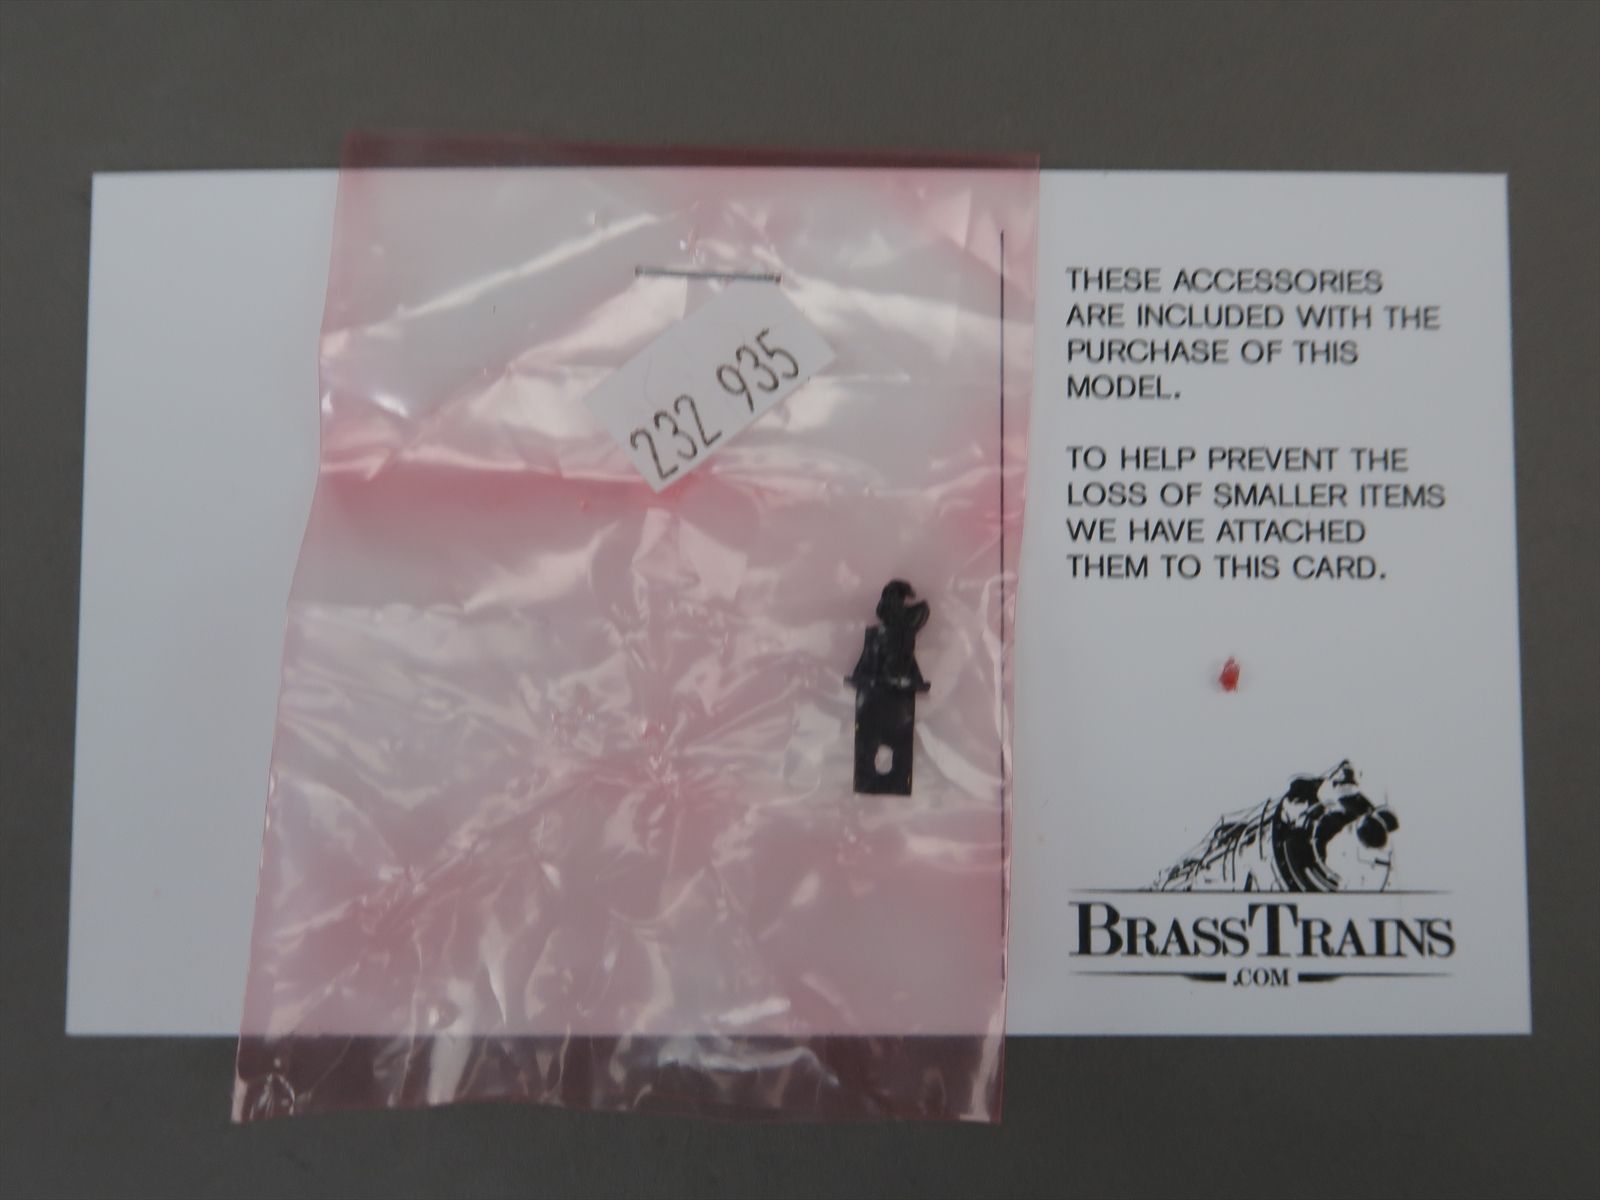 232 935
THESE ACCESSORIES
ARE INCLUDED WITH THE
PURCHASE OF THIS
MODEL.
TO HELP PREVENT THE
LOSS OF SMALLER ITEMS
WE HAVE ATTACHED
THEM TO THIS CARD.
BRASSTRAINS
.COM